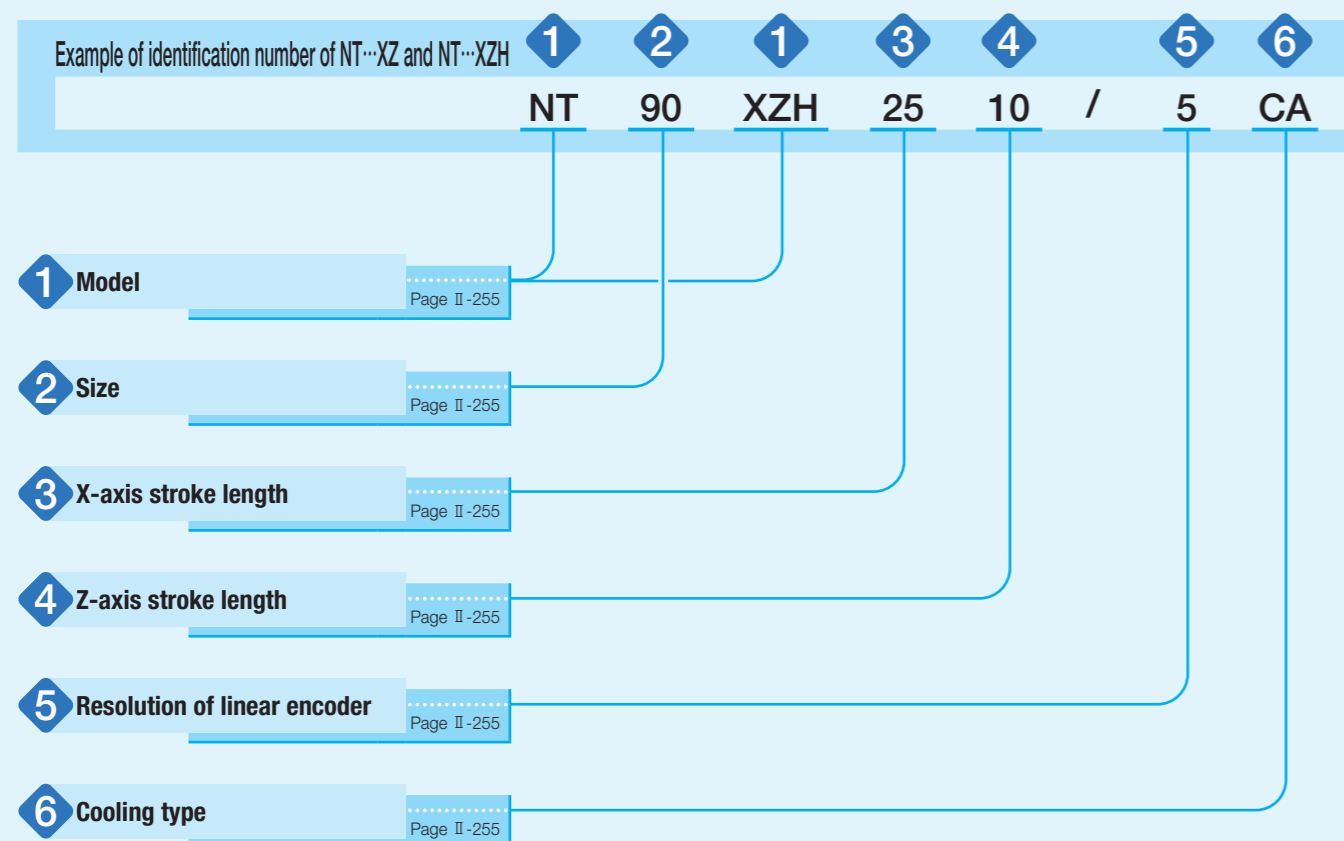 Example of identification number of NT···XZ and NT···XZH 1 2 1 3 4 5 6
NT 90 XZH 25 10 / 5 CA
1 Model
Page Ⅱ-255
2 Size
Page Ⅱ-255
3 X-axis stroke length
Page Ⅱ-255
4 Z-axis stroke length
Page Ⅱ-255
5 Resolution of linear encoder
Page Ⅱ-255
6 Cooling type
Page Ⅱ-255